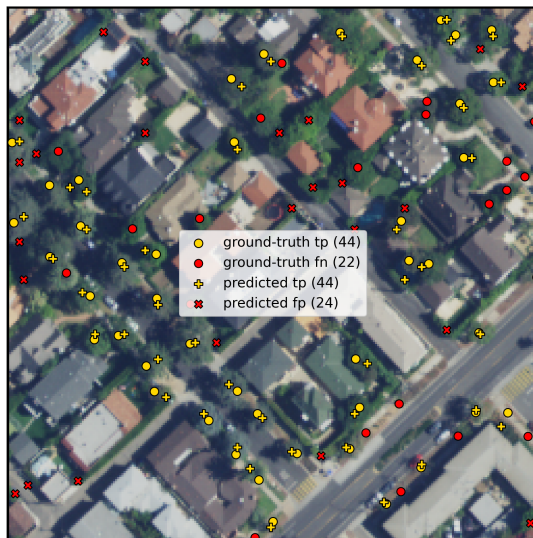 ground-truth tp (44)
ground-truth fn (22)
predicted tp (44)
predicted fp (24)